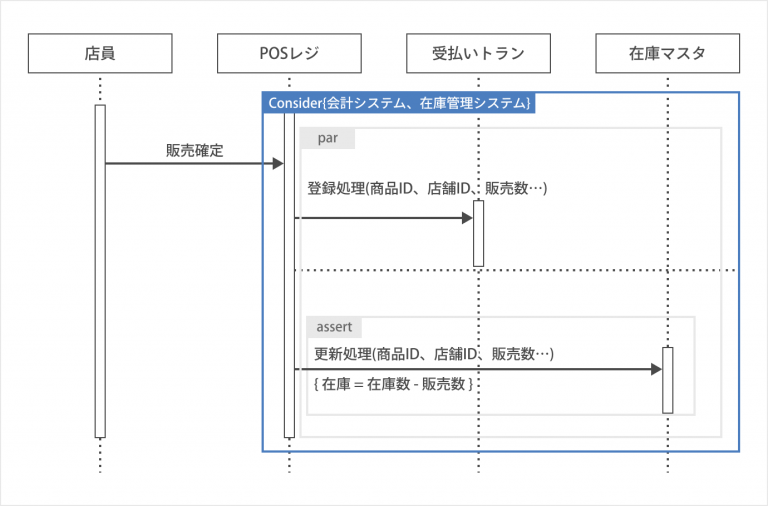 店員
POSレジ
受払いトラン
在庫マスタ
Consider{会計システム、在庫管理システム}
par
販売確定
登録処理(商品ID、店舗ID、販売数…)
assert
更新処理(商品ID、店舗ID、販売数…)
{ 在庫 = 在庫数 - 販売数 }